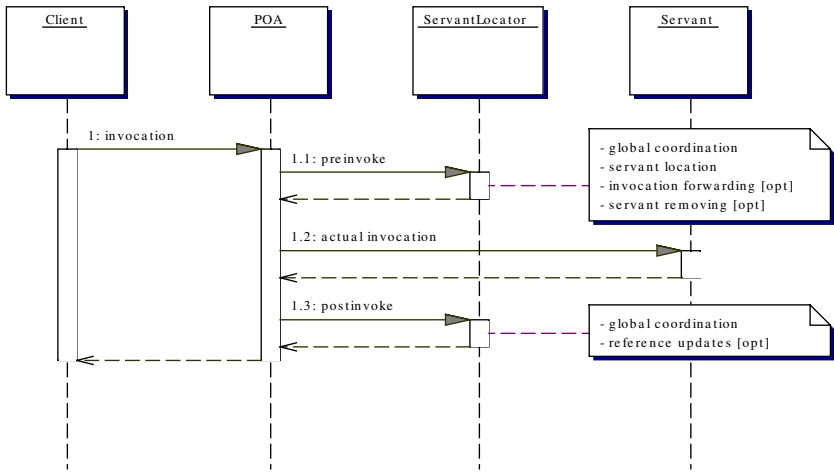 Client
POA
ServantLocator
Servant
1: invocation
1.1: preinvoke
- global coordination
- servant location
- invocation forwarding [opt]
- servant removing [opt]
1.2: actual invocation
1.3: postinvoke
- global coordination
- reference updates [opt]